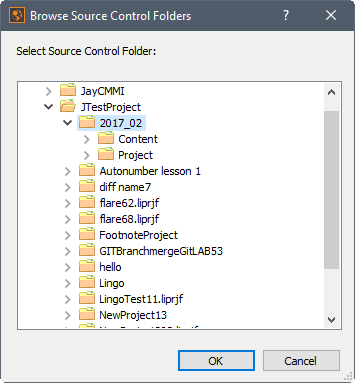 Browse Source Control Folders
Select Source Control Folder:
JayCMMI
JTestProject
2017_02
Content
Project
Autonumber lesson 1
diff name7
flare62.liprjf
flare68.liprjf
FootnoteProject
GITBranchmergeGitLAB53
hello
Lingo
LingoTest11.liprjf
NewProject13
OK
Cancel